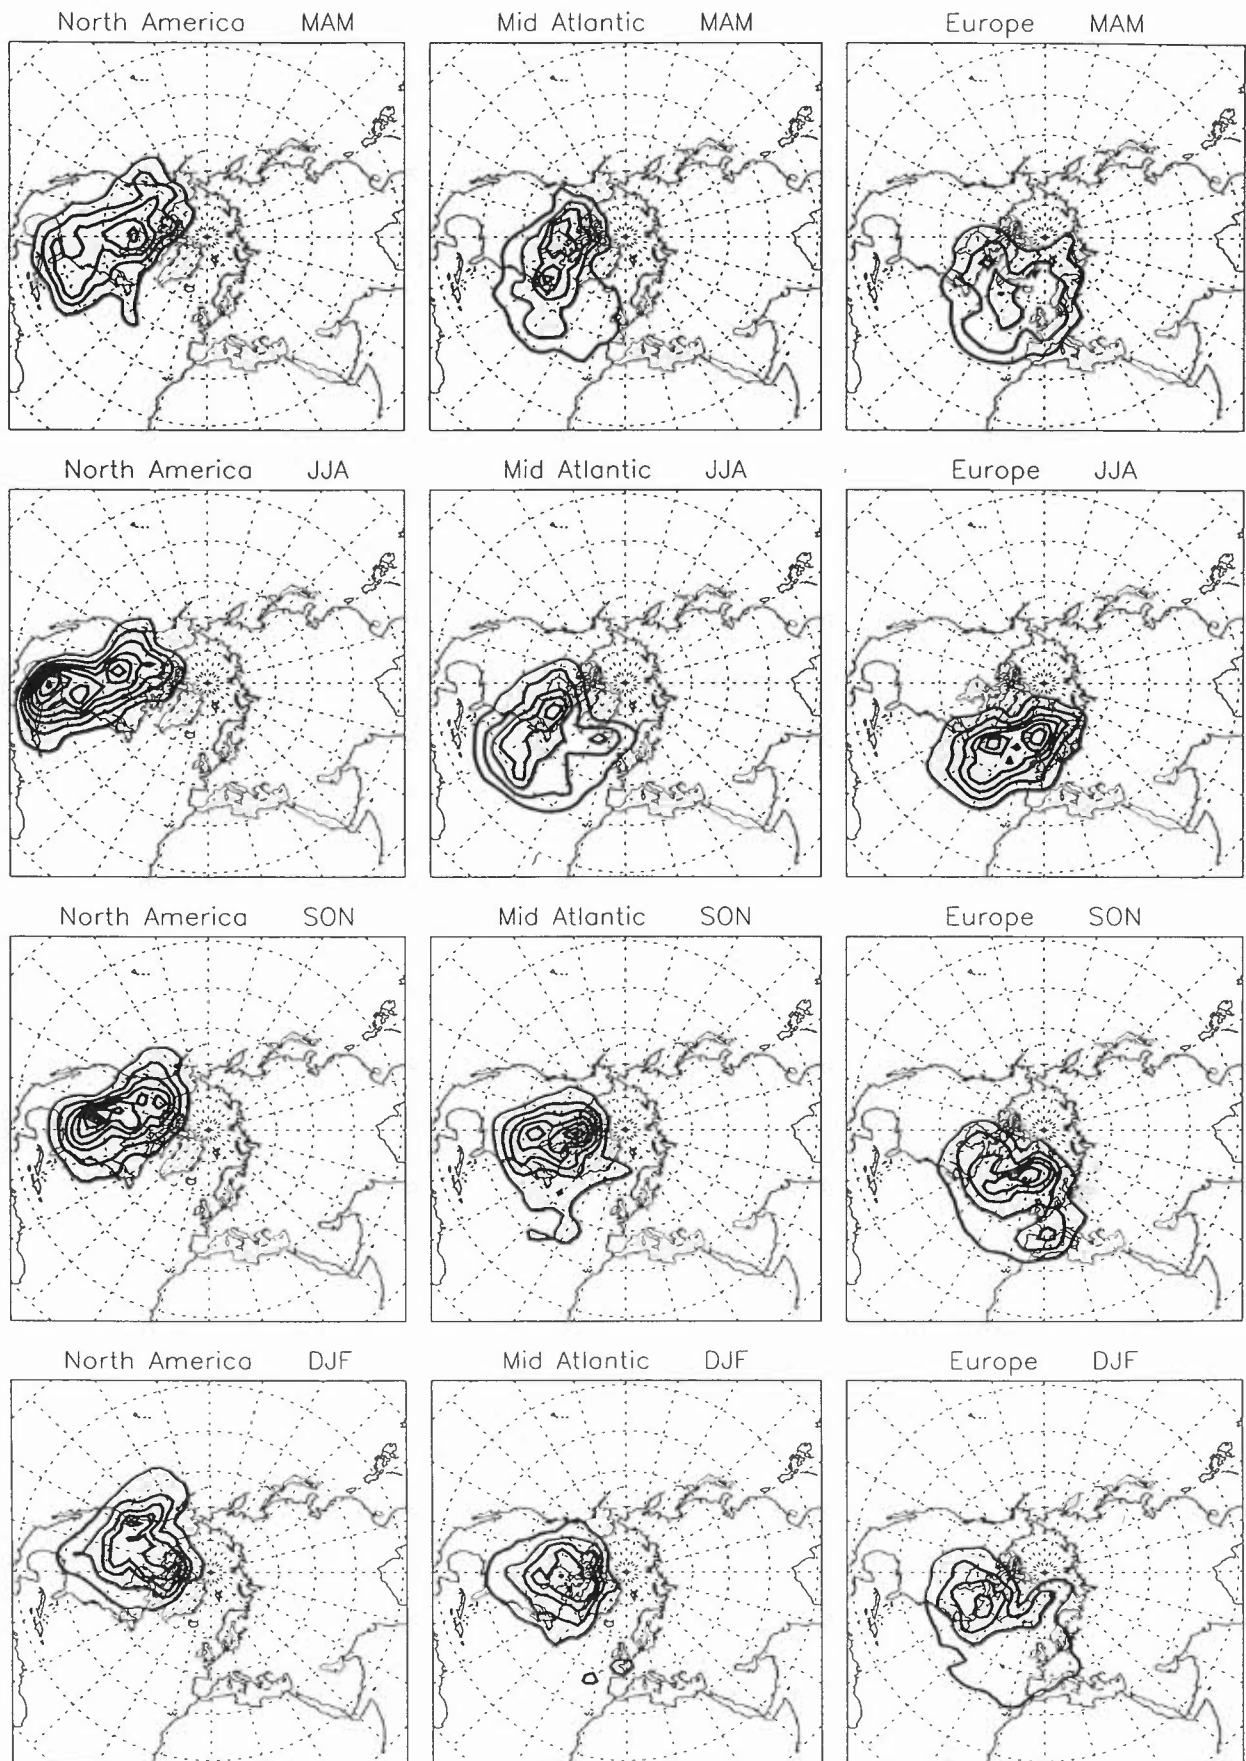 North America MAM
Mid Atlantic MAM
Europe MAM
North America JJA
Mid Atlantic JJA
Europe JJA
North America SON
Mid Atlantic SON
Europe SON
North America DJF
Mid Atlantic DJF
Europe DJF